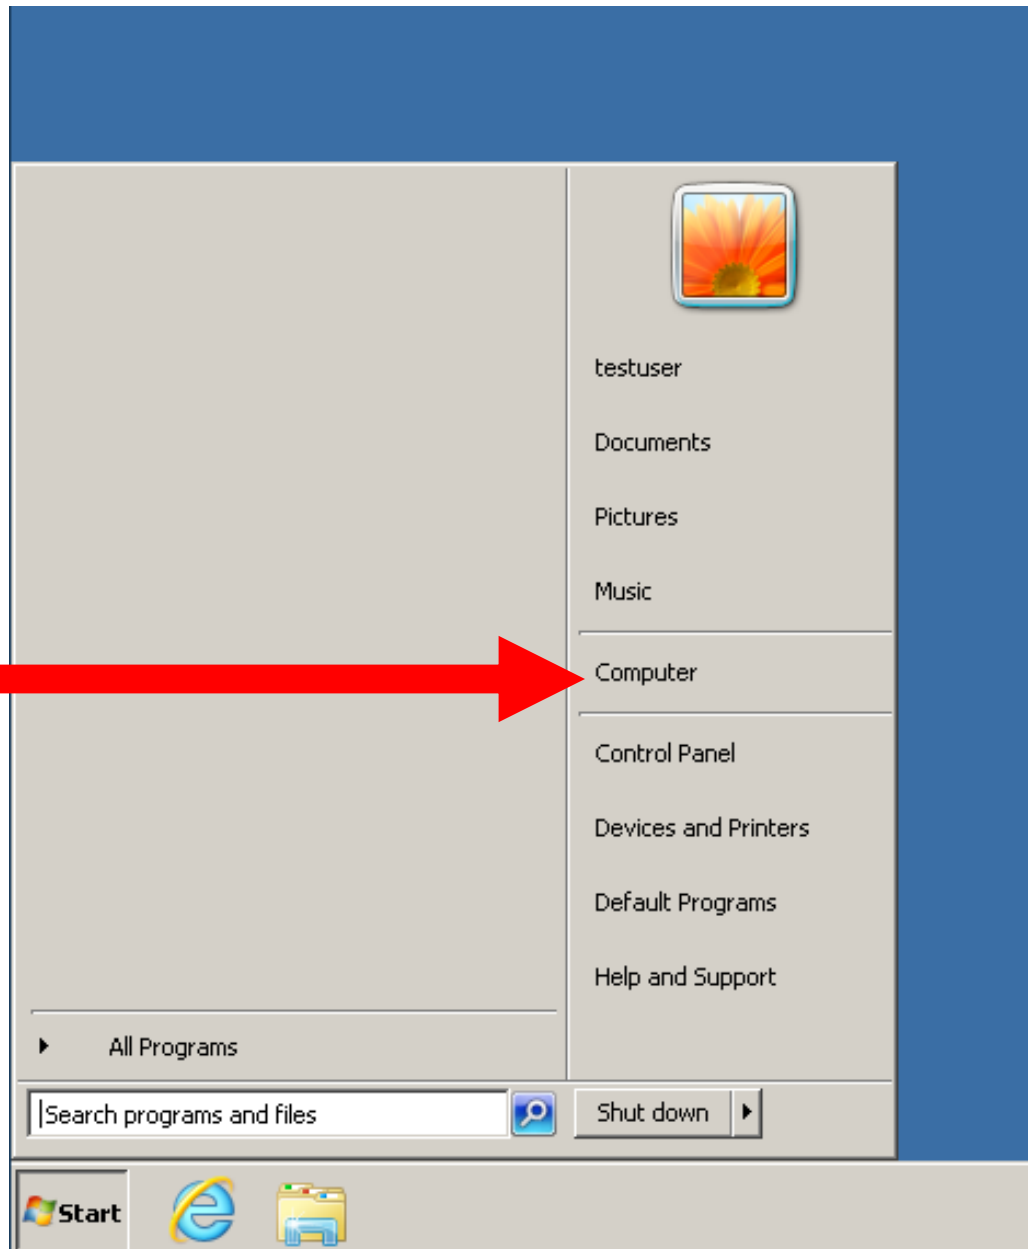 testuser
Documents
Pictures
Music
Computer
Control Panel
Devices and Printers
Default Programs
Help and Support
All Programs
Search programs and files
Shut down
Start